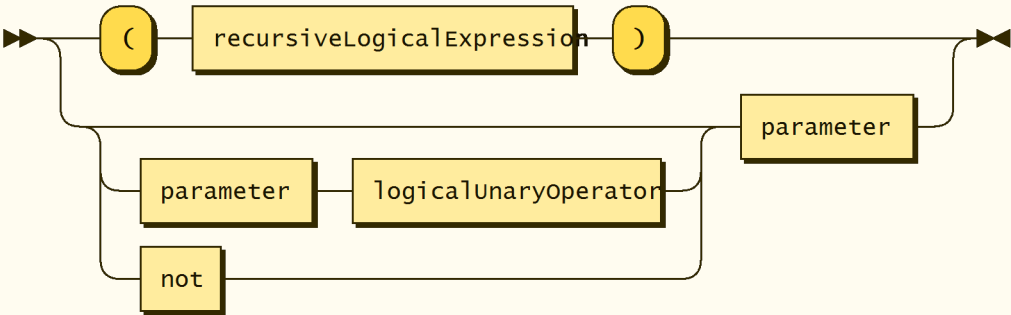 ( recursiveLogicalExpression )
parameter
parameter logicalUnaryOperator
not